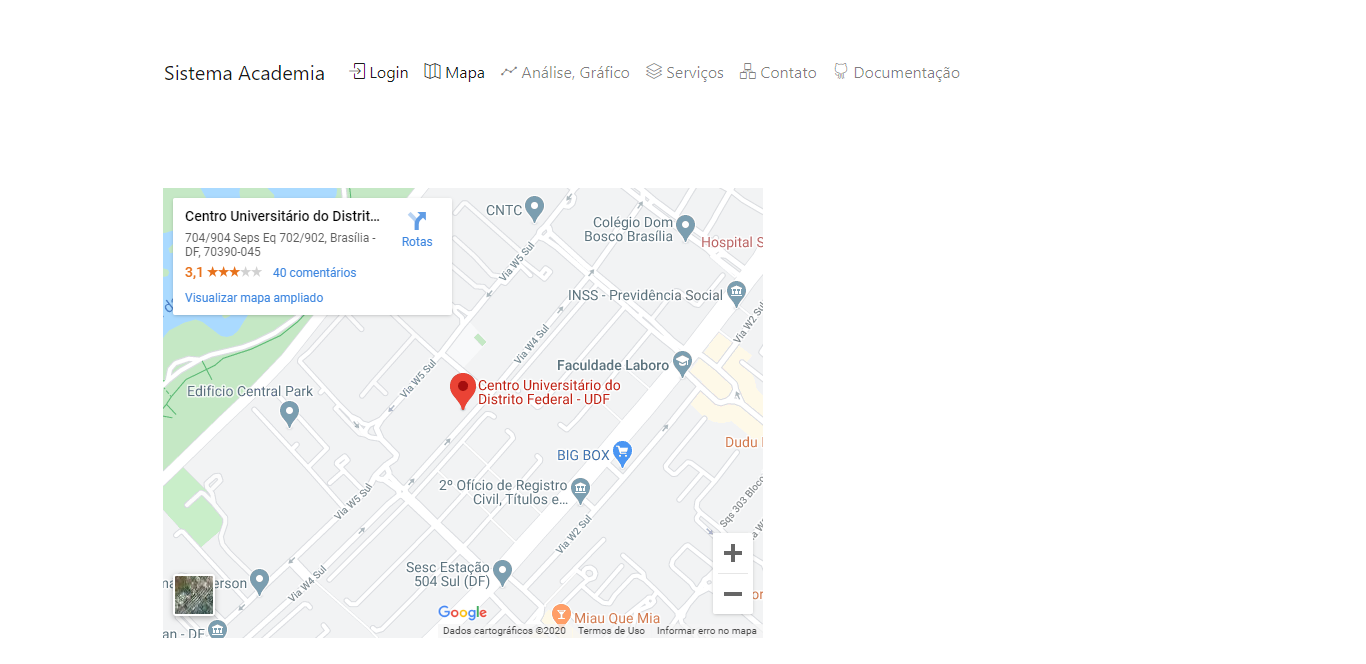 Sistema Academia
Login
Mapa
Análise, Gráfico
Serviços
Contato
Documentação
Centro Universitário do Distrit...
704/904 Seps Eq 702/902, Brasília -
DF, 70390-045
3,1
40 comentários
Visualizar mapa ampliado
Rotas
CNTC
Colégio Dom
Bosco Brasília
Hospital S
Via W5 Sul
INSS - Previdência Social
Via W2 Sul
Via W4 Sul
Faculdade Laboro
Via W5 Sul
Centro Universitário do
Distrito Federal - UDF
Edificio Central Park
Dudu
BIG BOX
2º Ofício de Registro
Civil, Títulos e...
Via W5 Sul
Sqs 303 Bloco
Via W2 Sul
Sesc Estação
504 Sul (DF)
Via W4 Sul
erson
Google
Miau Que Mia
an - DF
Dados cartográficos ©2020
Termos de Uso
Informar erro no mapa